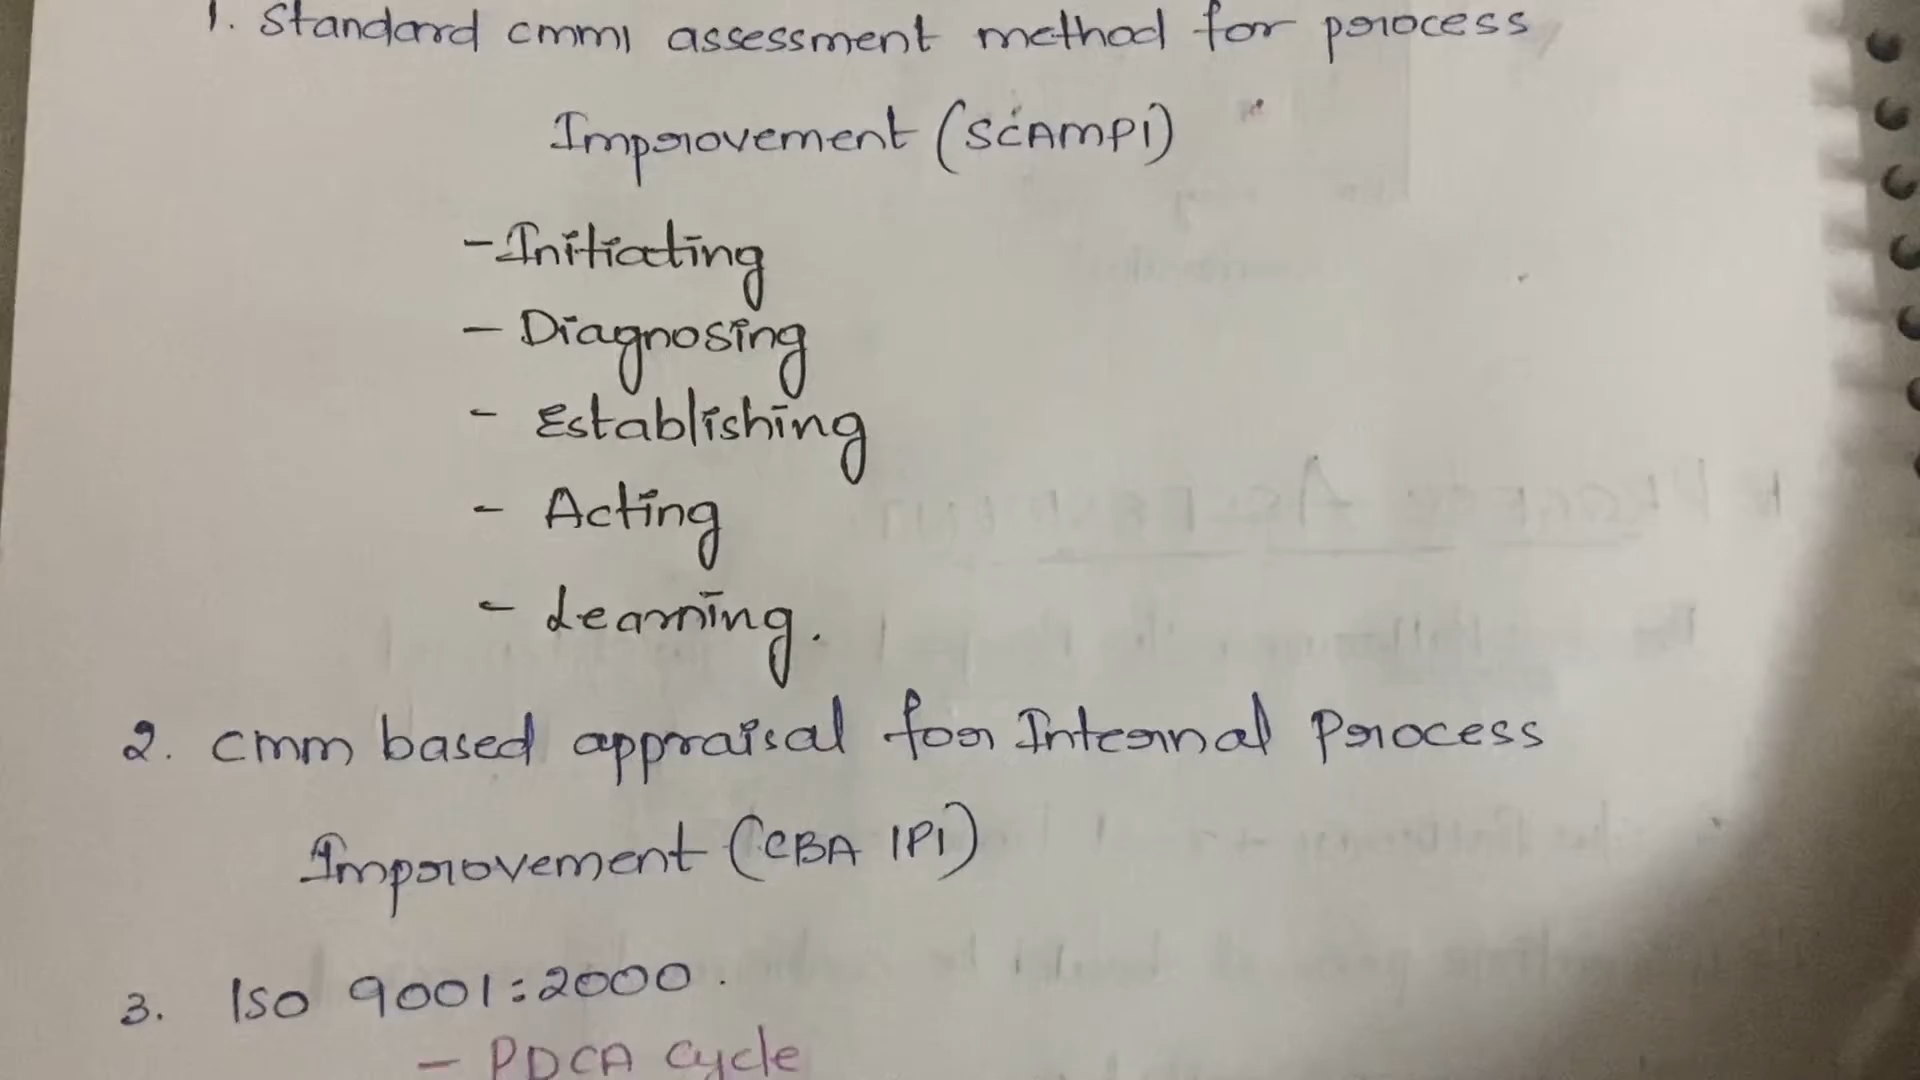 1. Standard cmmi assessment method for process
Improvement (SCAMPI)
- Initiating
- Diagnosing
- Establishing
- Acting
- Learning.
2. cmm based appraisal for Internal Process
Improvement (CBA IPI)
3. ISO 9001:2000.
- PDCA cycle